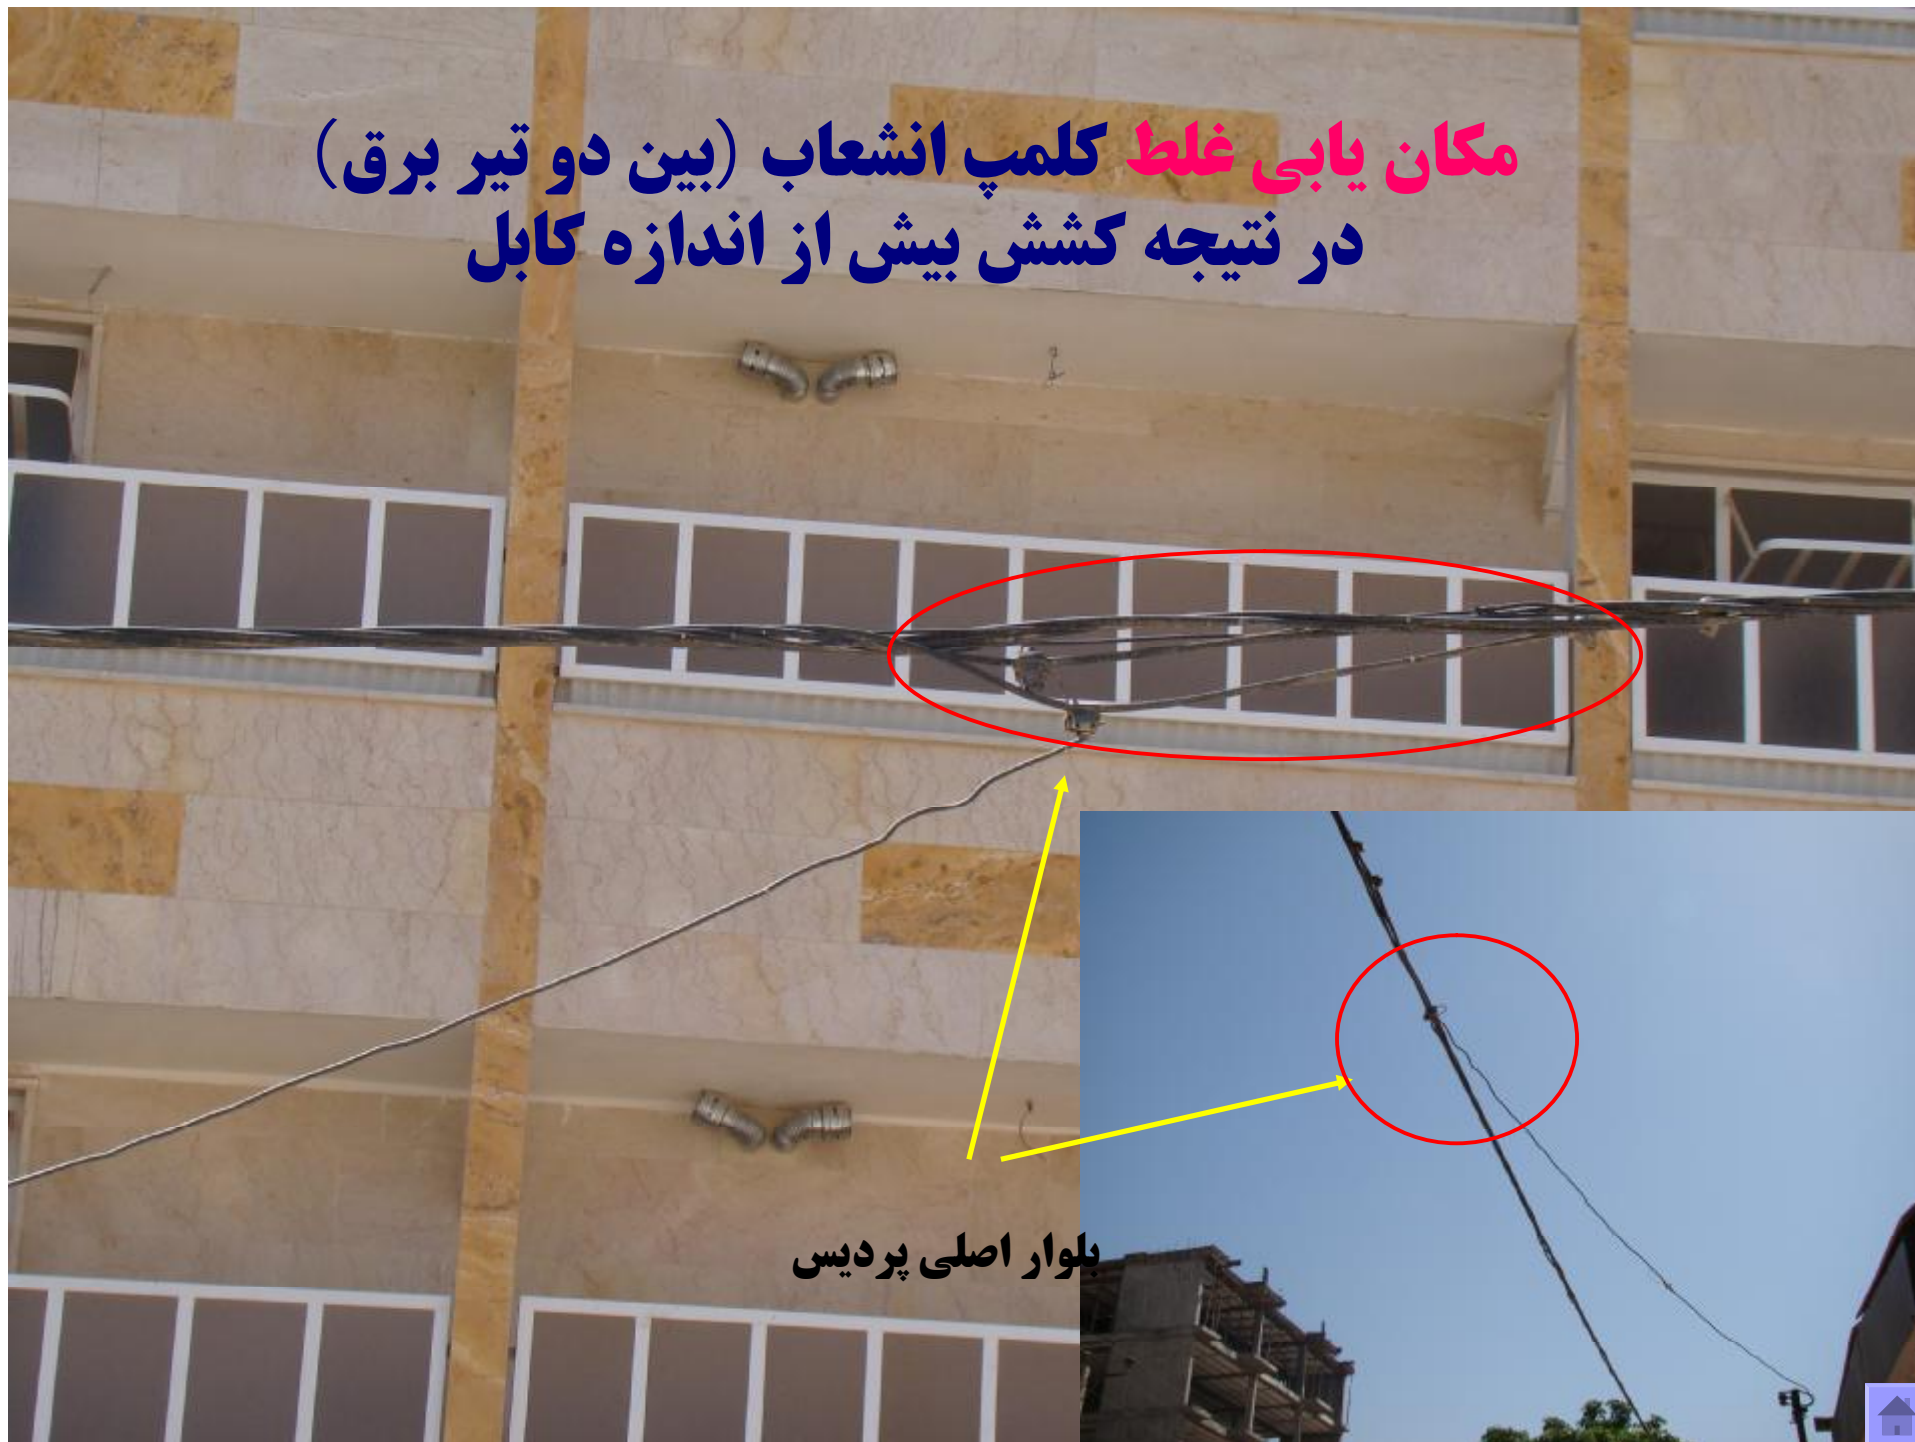 مکان یابی غلط کلمپ انشعاب (بین دو تیر برق)
در نتیجه کشش بیش از اندازه کابل
بلوار اصلی پردیس